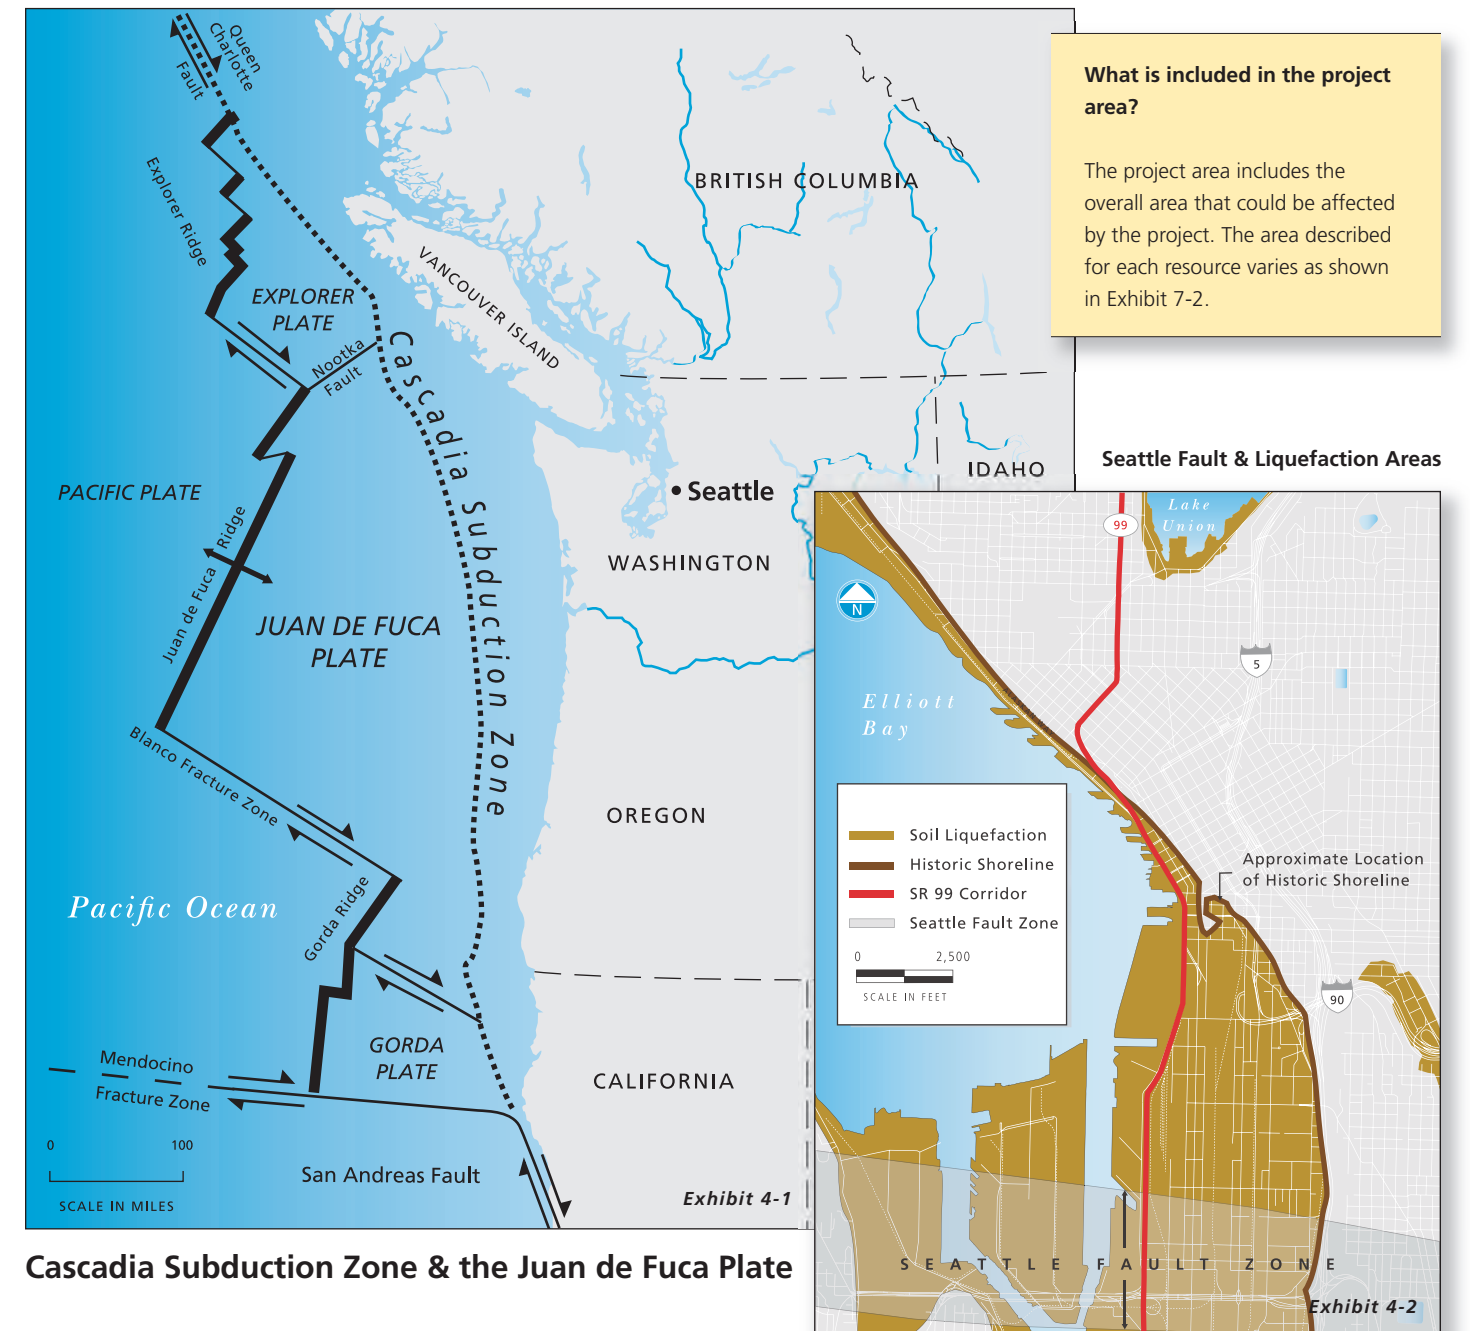 Queen
Charlotte
Fault
Explorer Ridge
EXPLORER
PLATE
Nootka
Fault
BRITISH COLUMBIA
VANCOUVER ISLAND
Cascadia Subduction Zone
PACIFIC PLATE
Juan de Fuca Ridge
JUAN DE FUCA
PLATE
Seattle
WASHINGTON
IDAHO
Blanco Fracture Zone
OREGON
Pacific Ocean
Gorda Ridge
GORDA
PLATE
Mendocino
Fracture Zone
CALIFORNIA
0 100
SCALE IN MILES
San Andreas Fault
Exhibit 4-1
Cascadia Subduction Zone & the Juan de Fuca Plate
What is included in the project
area?
The project area includes the
overall area that could be affected
by the project. The area described
for each resource varies as shown
in Exhibit 7-2.
Seattle Fault & Liquefaction Areas
Lake
Union
99
N
5
Elliott
Bay
Soil Liquefaction
Historic Shoreline
SR 99 Corridor
Seattle Fault Zone
0 2,500
SCALE IN FEET
Approximate Location
of Historic Shoreline
90
SEATTLE FAULT ZONE
Exhibit 4-2